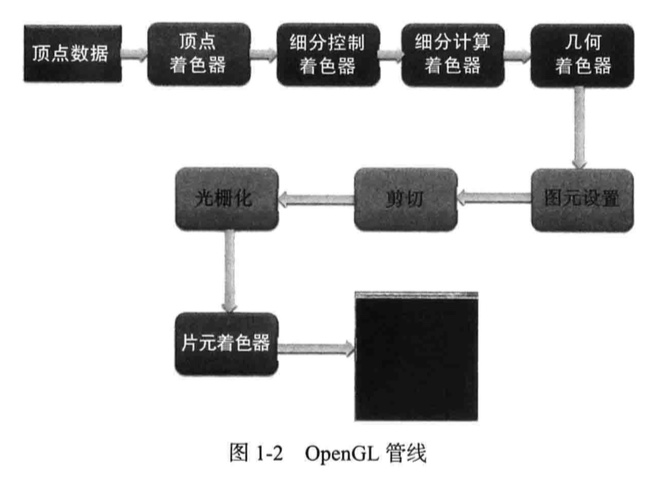 顶点数据
顶点
着色器
细分控制
着色器
细分计算
着色器
几何
着色器
光栅化
剪切
图元设置
片元着色器
图 1-2 OpenGL 管线